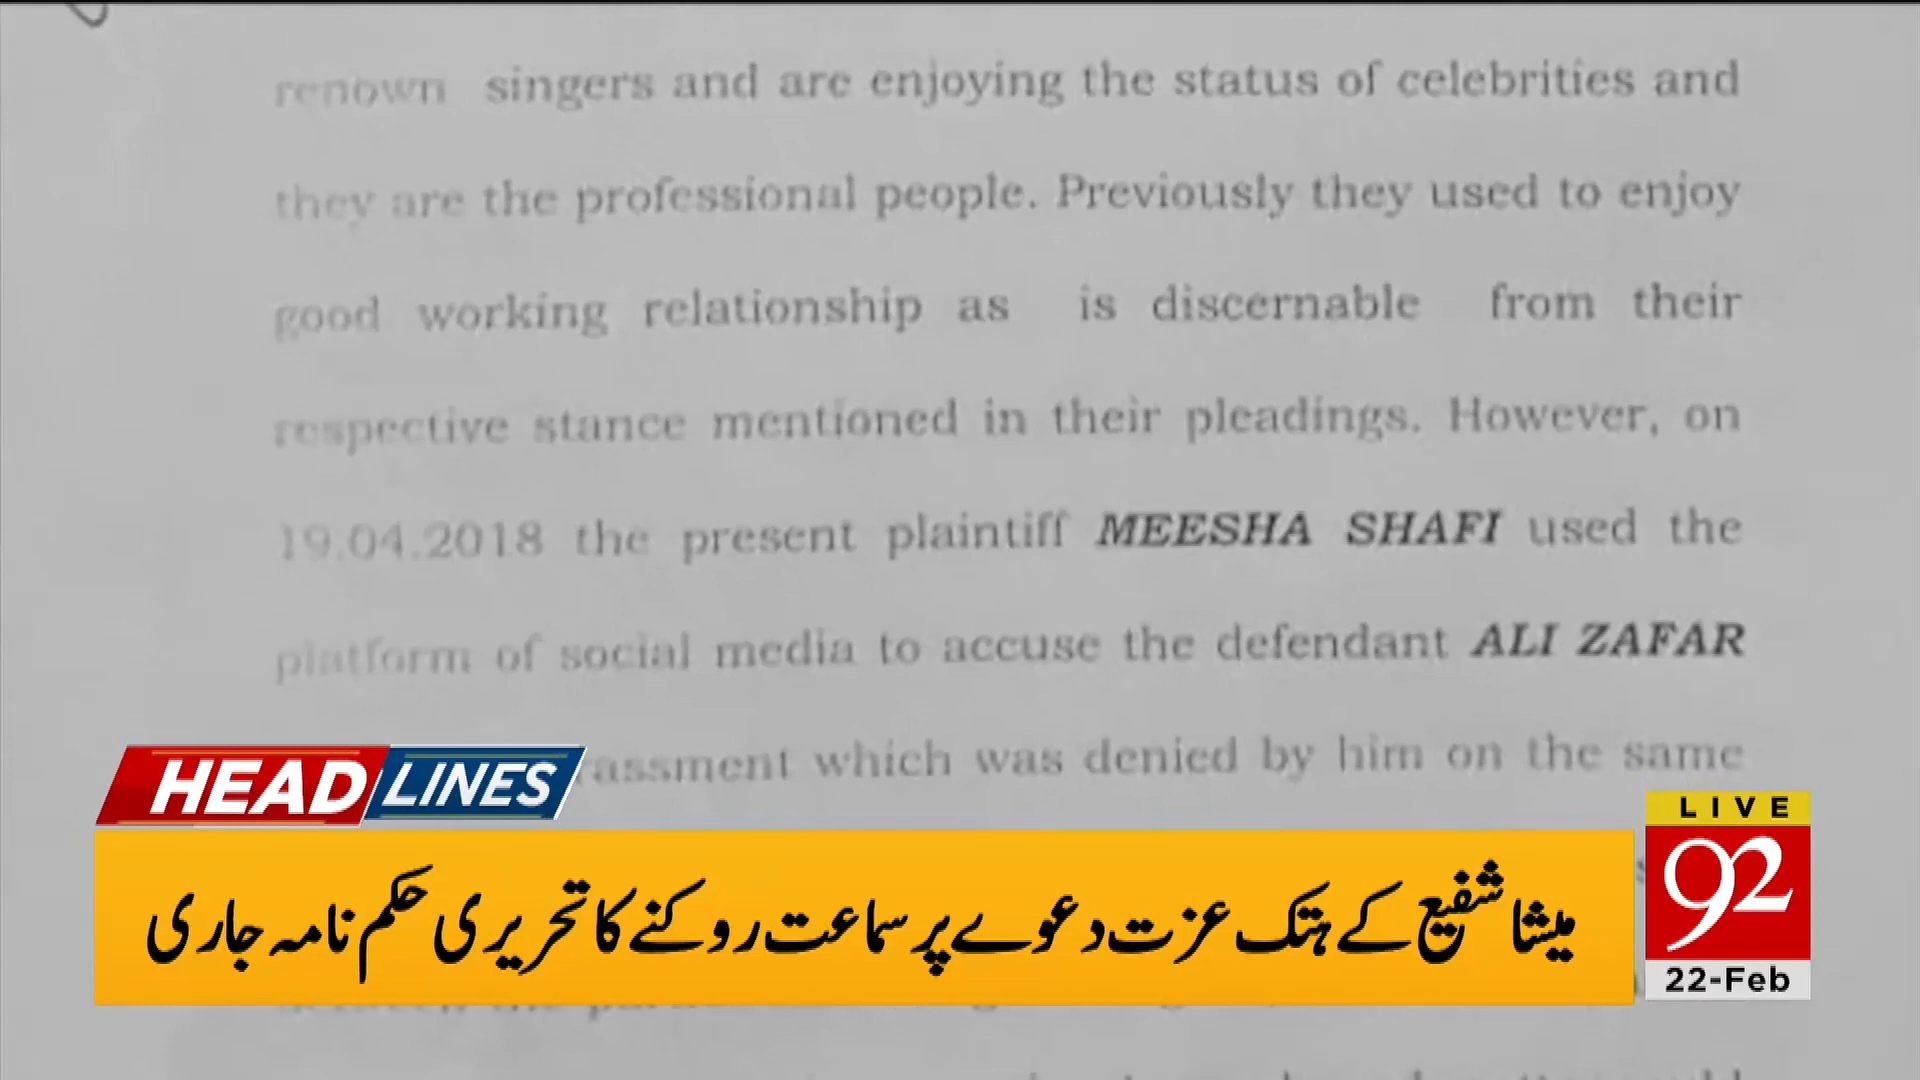 renown singers and are enjoying the status of celebrities and
they are the professional people. Previously they used to enjoy
good working relationship as is discernable from their
respective stance mentioned in their pleadings. However, on
19.04.2018 the present plaintiff MEESHA SHAFI used the
platform of social media to accuse the defendant ALI ZAFAR
which was denied by him on the same
HEADLINES
LIVE
92
22-Feb
میشا شفیع کے ہتک عزت دعوے پر سماعت روکنے کا تحریری حکم نامہ جاری